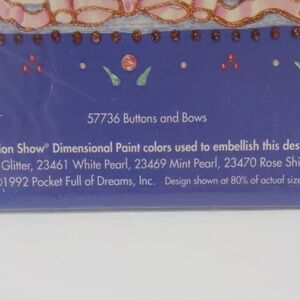 57736 Buttons and Bows
ion Show® Dimensional Paint colors used to embellish this des
Glitter, 23461 White Pearl, 23469 Mint Pearl, 23470 Rose Shi
©1992 Pocket Full of Dreams, Inc. Design shown at 80% of actual size